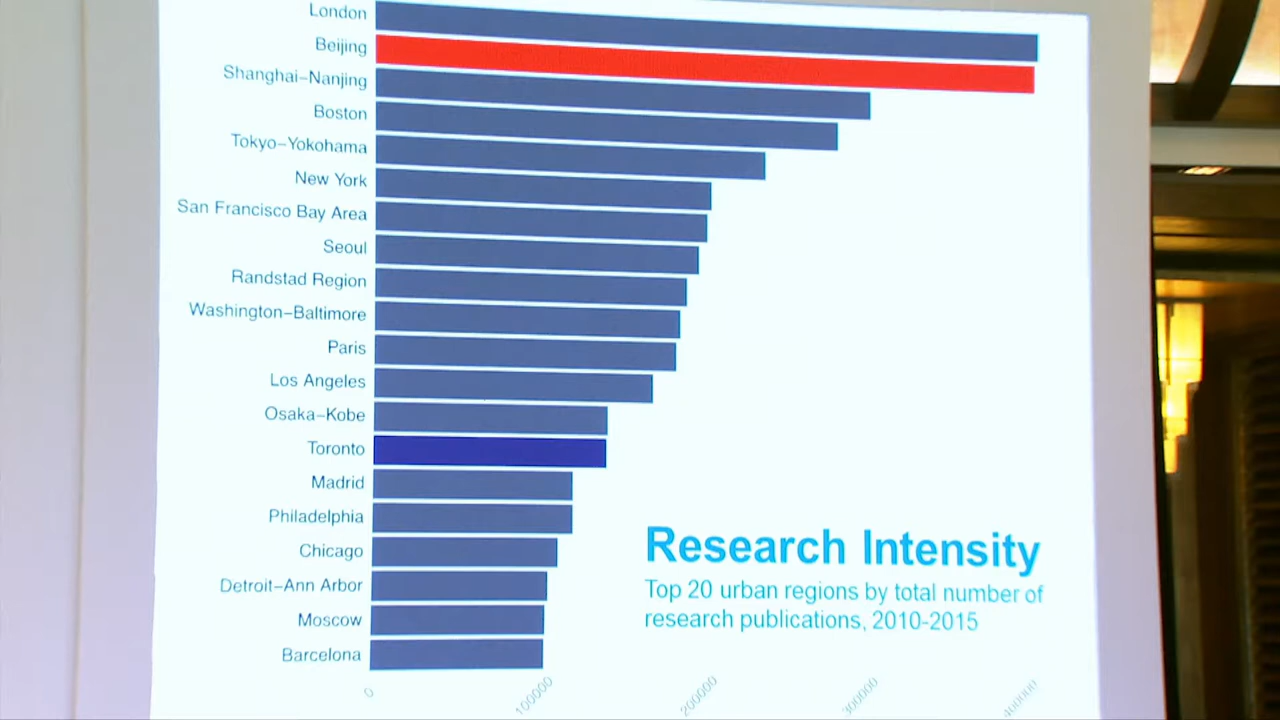 London
Beijing
Shanghai–Nanjing
Boston
Tokyo–Yokohama
New York
San Francisco Bay Area
Seoul
Randstad Region
Washington–Baltimore
Paris
Los Angeles
Osaka–Kobe
Toronto
Madrid
Philadelphia
Chicago
Detroit–Ann Arbor
Moscow
Barcelona
Research Intensity
Top 20 urban regions by total number of
research publications, 2010-2015
0
100000
200000
300000
400000